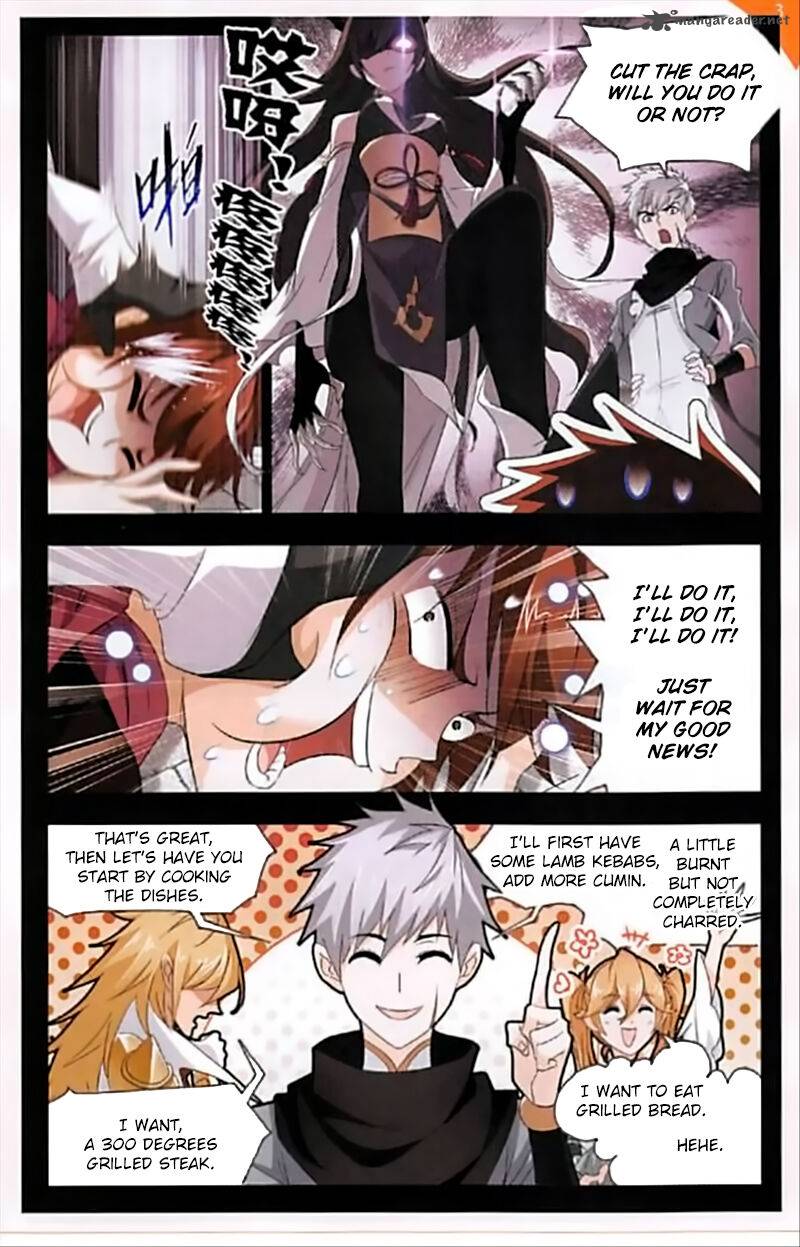 3
mangareader.net
CUT THE CRAP,
WILL YOU DO IT
OR NOT?
哎呀！
啪
疼疼疼疼疼！
I'LL DO IT,
I'LL DO IT,
I'LL DO IT!
JUST
WAIT FOR
MY GOOD
NEWS!
THAT'S GREAT,
THEN LET'S HAVE YOU
START BY COOKING
THE DISHES.
I'LL FIRST HAVE
SOME LAMB KEBABS,
ADD MORE CUMIN.
A LITTLE
BURNT
BUT NOT
COMPLETELY
CHARRED.
I WANT,
A 300 DEGREES
GRILLED STEAK.
I WANT TO EAT
GRILLED BREAD.
HEHE.